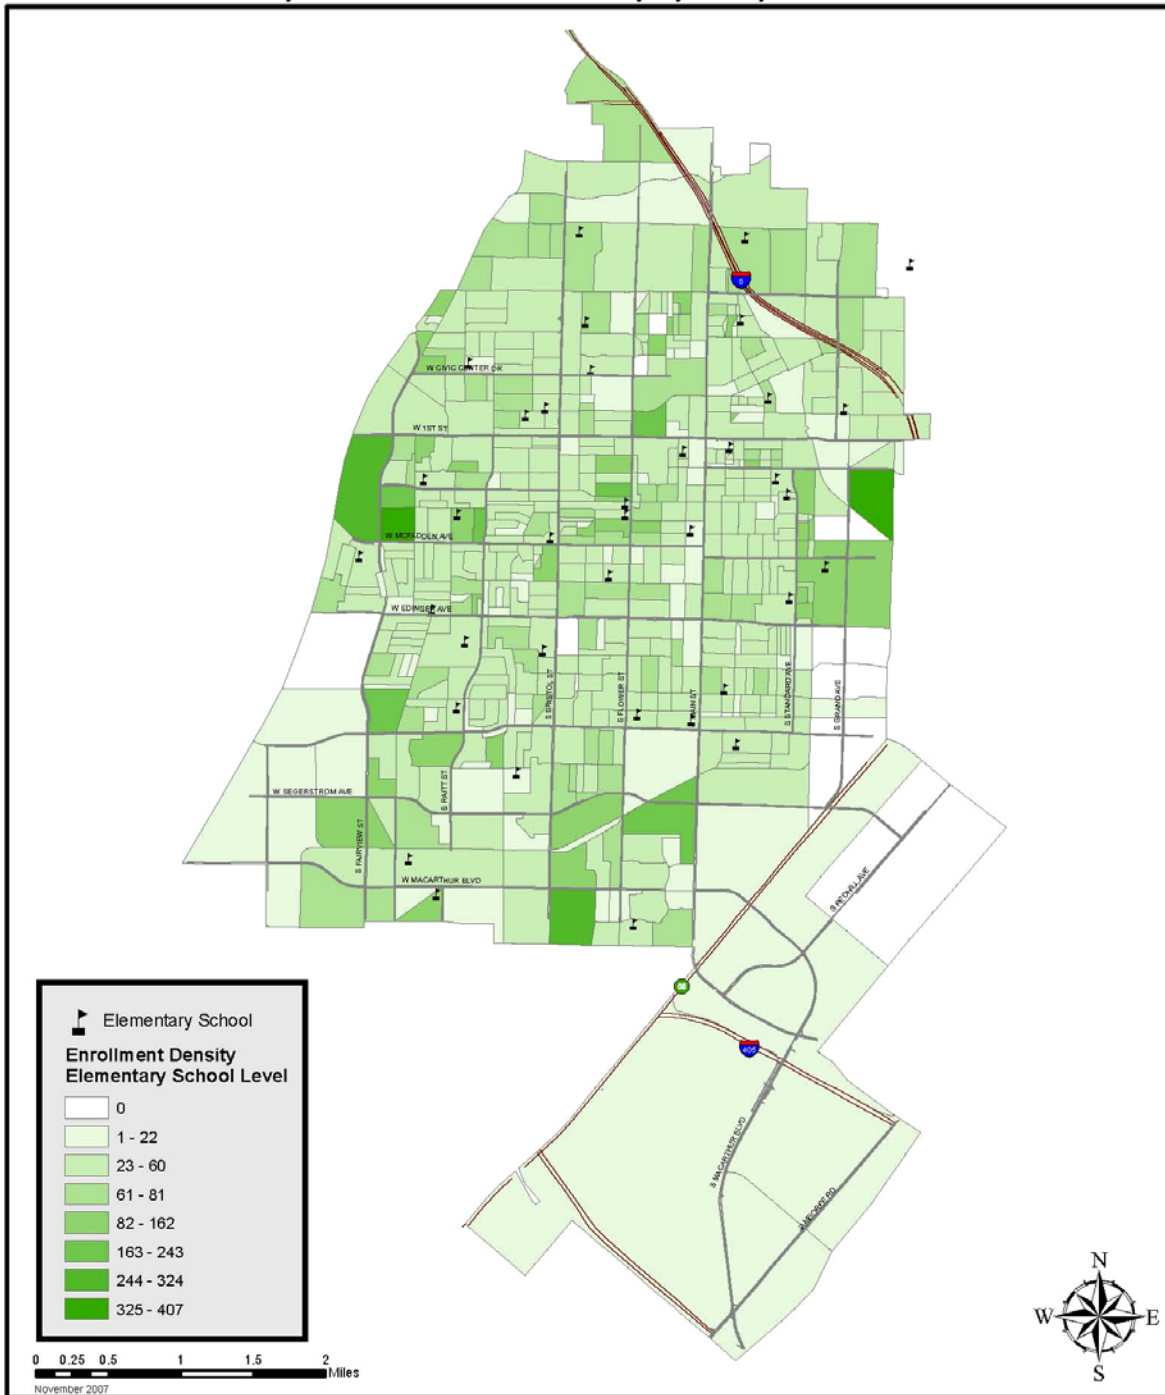 5
W CIVIC CENTER DR
W 1ST ST
W MCFADDEN AVE
W EDINGER AVE
S BRISTOL ST
S FLOWER ST
S MAIN ST
S STANDARD AVE
S GRAND AVE
W SEGERSTROM AVE
S RAITT ST
S FAIRVIEW ST
W MACARTHUR BLVD
S REDHILL AVE
405
S MACARTHUR BLVD
Elementary School
Enrollment Density
Elementary School Level
0
1 - 22
23 - 60
61 - 81
82 - 162
163 - 243
244 - 324
325 - 407
0 0.25 0.5 1 1.5 2
Miles
November 2007
N
W E
S